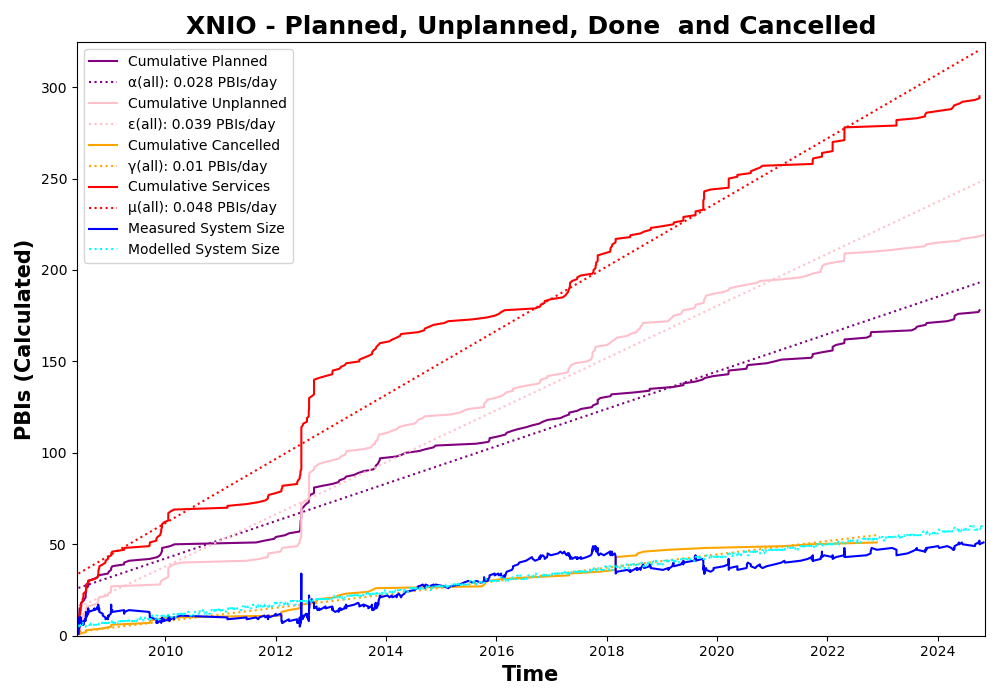 XNIO - Planned, Unplanned, Done  and Cancelled
PBIs (Calculated)
300
250
200
150
100
50
0
Cumulative Planned
α(all): 0.028 PBIs/day
Cumulative Unplanned
ε(all): 0.039 PBIs/day
Cumulative Cancelled
γ(all): 0.01 PBIs/day
Cumulative Services
μ(all): 0.048 PBIs/day
Measured System Size
Modelled System Size
2010 2012 2014 2016 2018 2020 2022 2024
Time